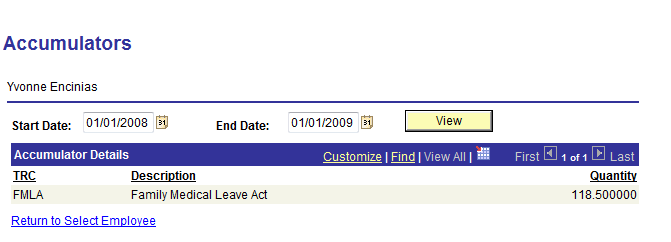 Accumulators
Yvonne Encinias
Start Date: 01/01/2008 31 End Date: 01/01/2009 31 View
Accumulator Details Customize | Find | View All | First 1 of 1 Last
TRC Description Quantity
FMLA Family Medical Leave Act 118.500000
Return to Select Employee